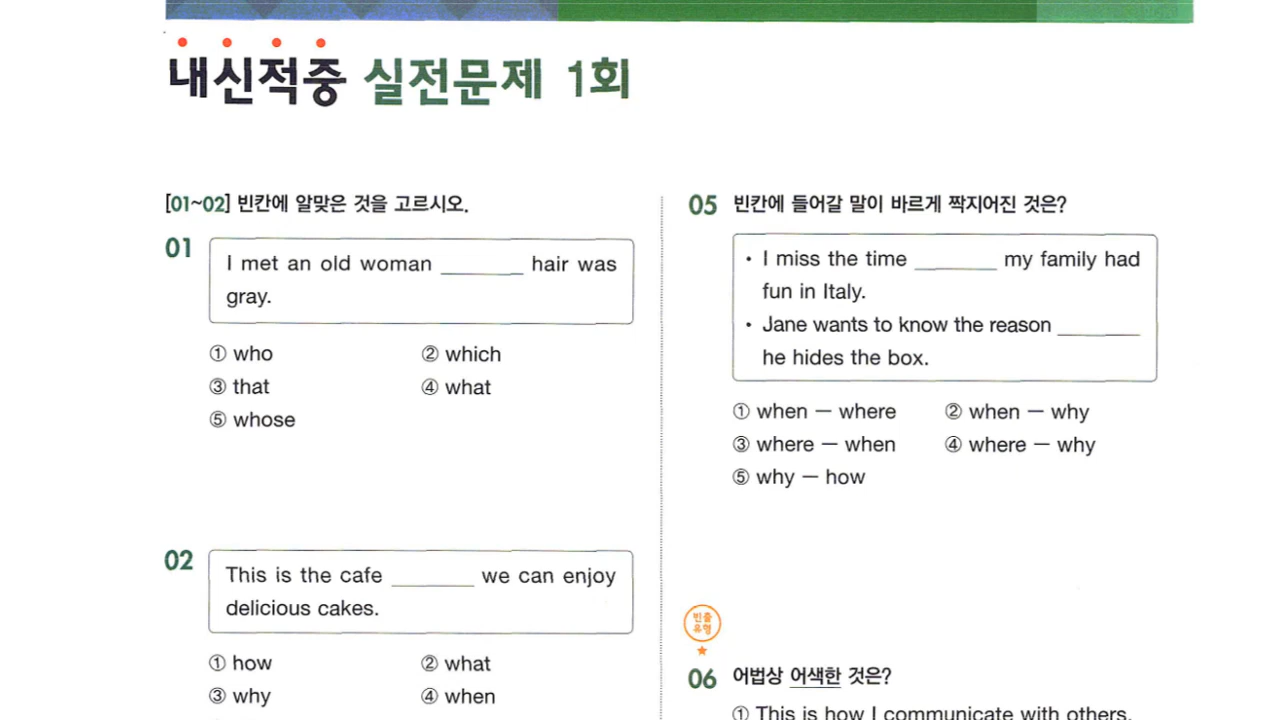 내신적중 실전문제 1회
[01~02] 빈칸에 알맞은 것을 고르시오.
01
I met an old woman ________ hair was
gray.
① who ② which
③ that ④ what
⑤ whose
02
This is the cafe ________ we can enjoy
delicious cakes.
① how ② what
③ why ④ when
05 빈칸에 들어갈 말이 바르게 짝지어진 것은?
• I miss the time ________ my family had
fun in Italy.
• Jane wants to know the reason ________
he hides the box.
① when — where ② when — why
③ where — when ④ where — why
⑤ why — how
빈출
유형
06 어법상 어색한 것은?
① This is how I communicate with others.